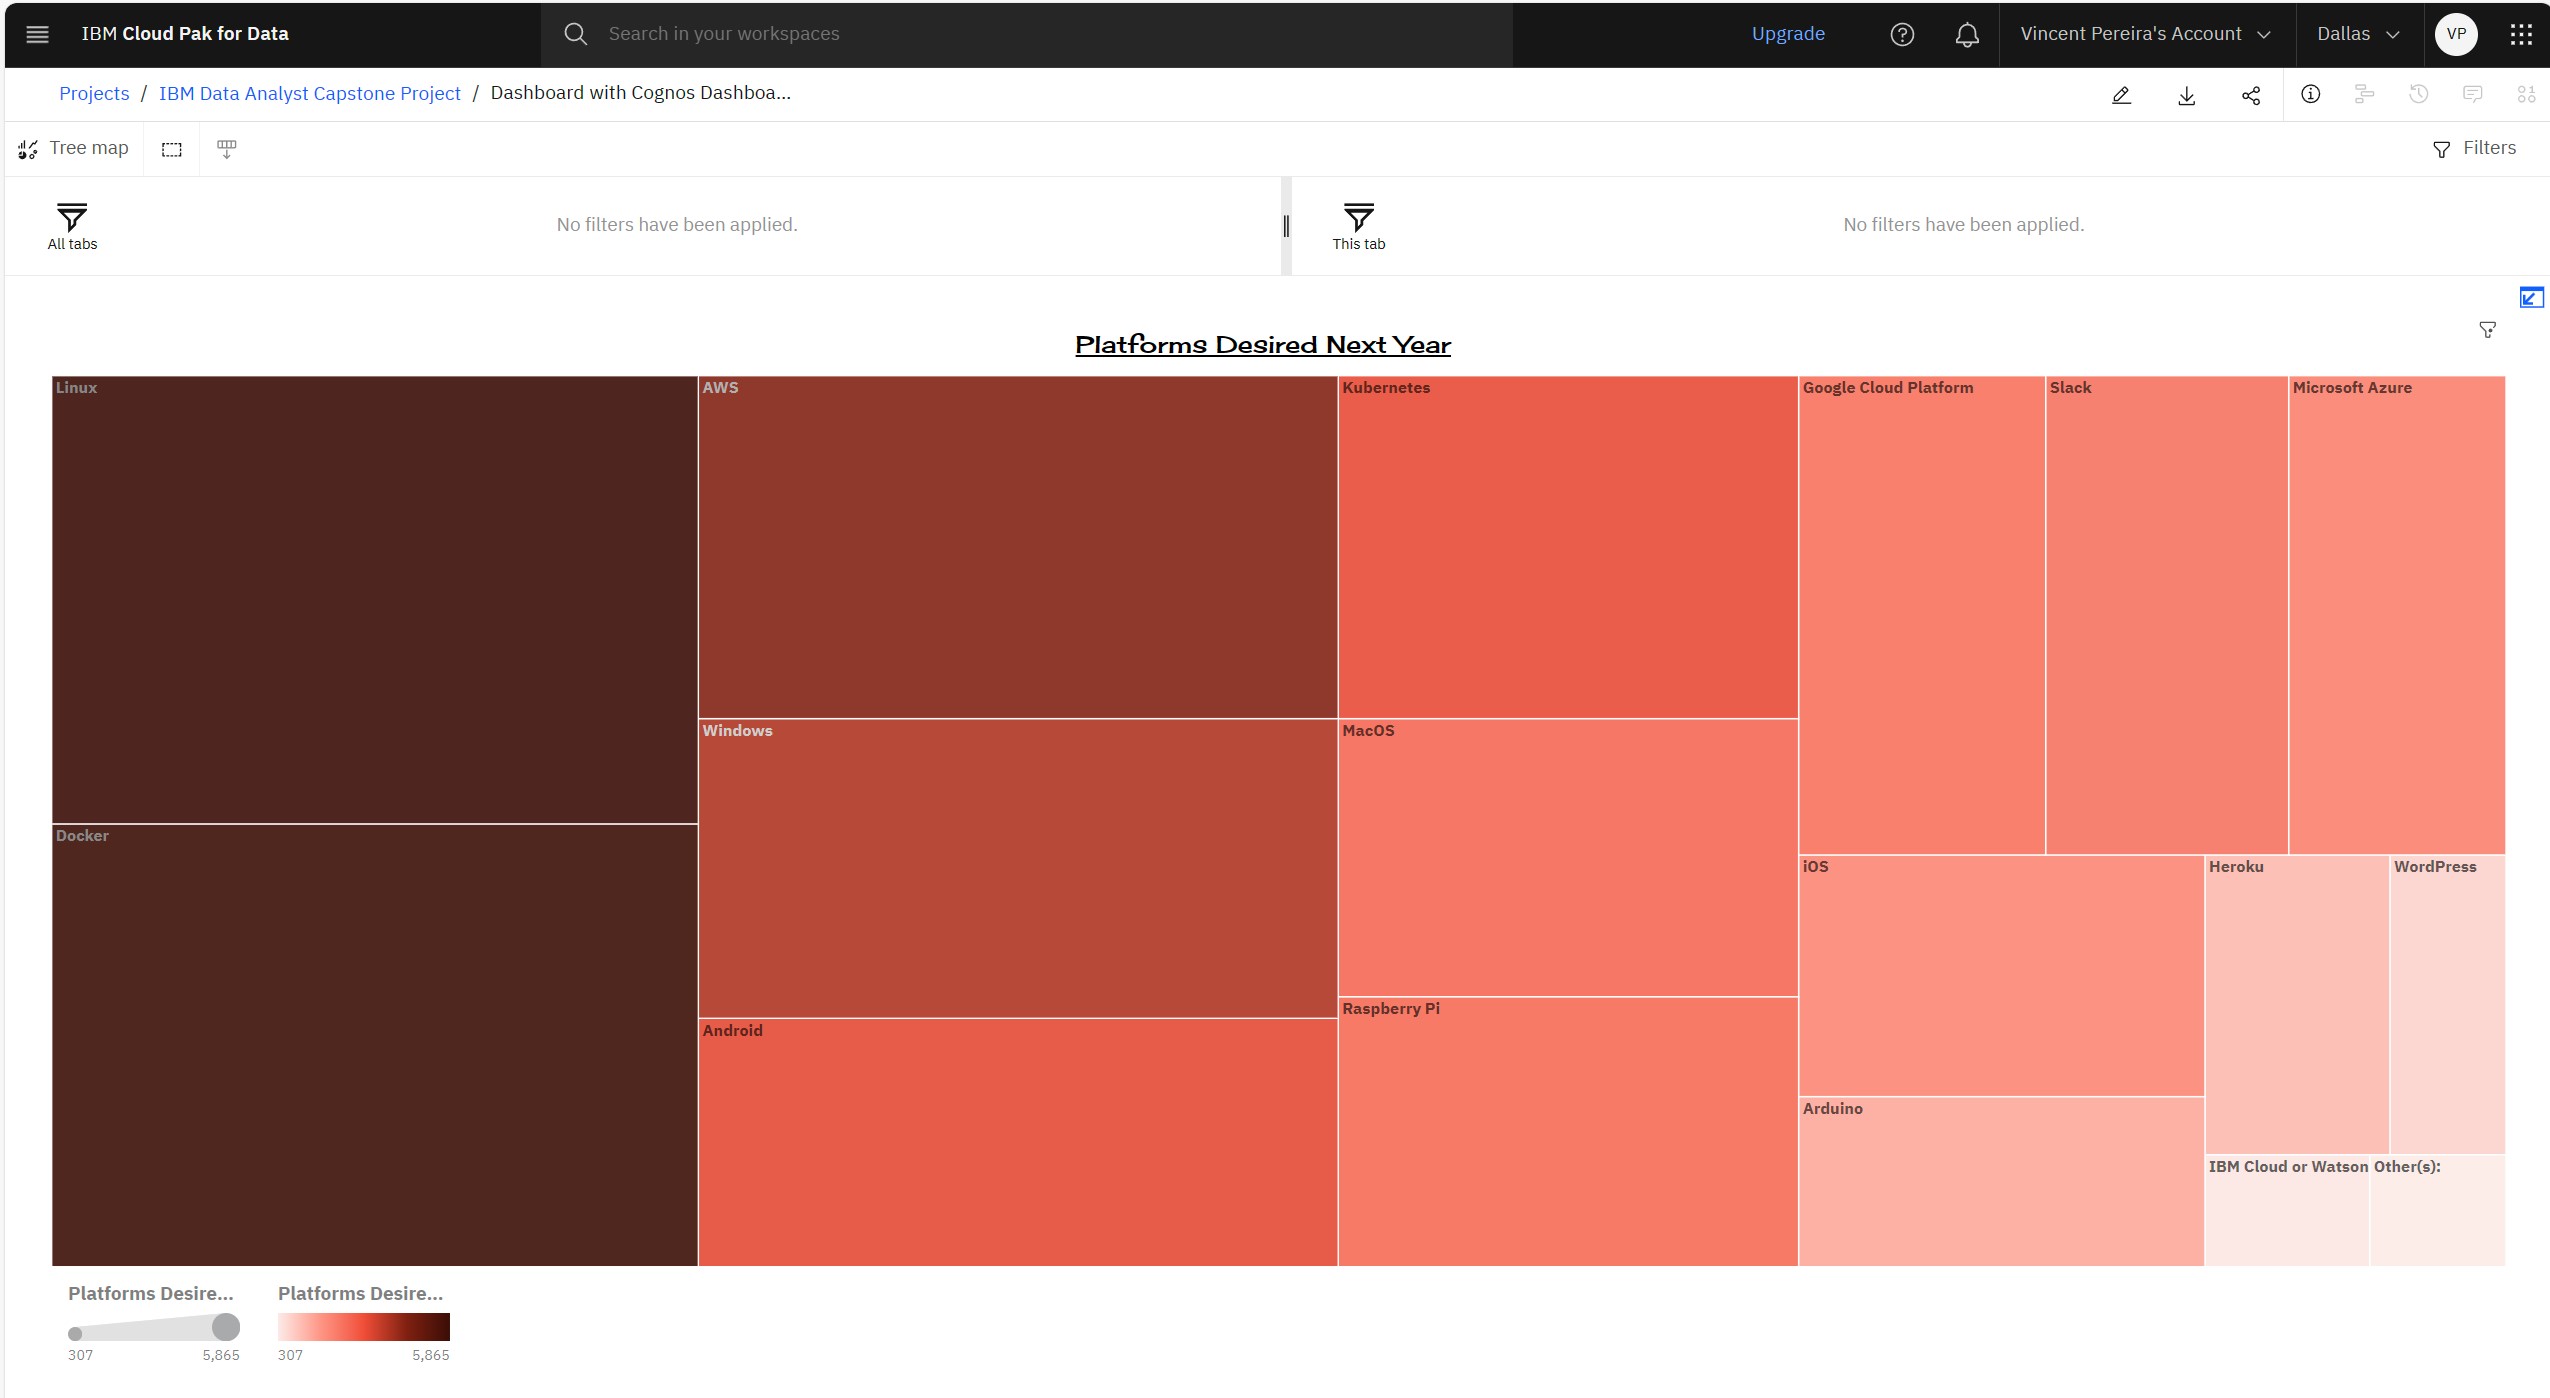 IBM Cloud Pak for Data
Search in your workspaces
Upgrade
Vincent Pereira's Account
Dallas
VP
Projects / IBM Data Analyst Capstone Project / Dashboard with Cognos Dashboa...
Tree map
Filters
All tabs
No filters have been applied.
This tab
No filters have been applied.
Platforms Desired Next Year
Linux
AWS
Kubernetes
Google Cloud Platform
Slack
Microsoft Azure
Windows
MacOS
Docker
iOS
Heroku
WordPress
Raspberry Pi
Android
Arduino
IBM Cloud or Watson
Other(s):
Platforms Desire...
307
5,865
Platforms Desire...
307
5,865